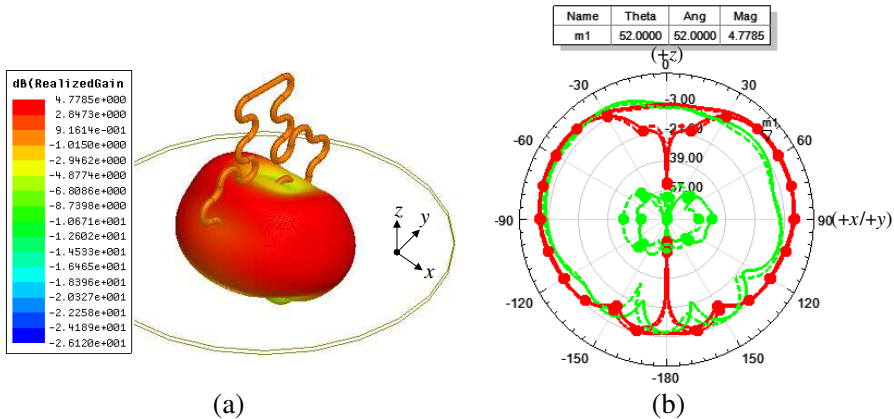 Name Theta Ang Mag
m1 52.0000 52.0000 4.7785
dB(RealizedGain
4.7785e+000
2.8473e+000
9.1614e-001
-1.0150e+000
-2.9462e+000
-4.8774e+000
-6.8086e+000
-8.7398e+000
-1.0671e+001
-1.2602e+001
-1.4533e+001
-1.6465e+001
-1.8396e+001
-2.0327e+001
-2.2258e+001
-2.4189e+001
-2.6120e+001
z
y
x
(+z)
0
-30
30
-3.00
m1
-60
-21.00
60
-39.00
-57.00
-90
90(+x/+y)
-120
120
-150
150
-180
(a)
(b)